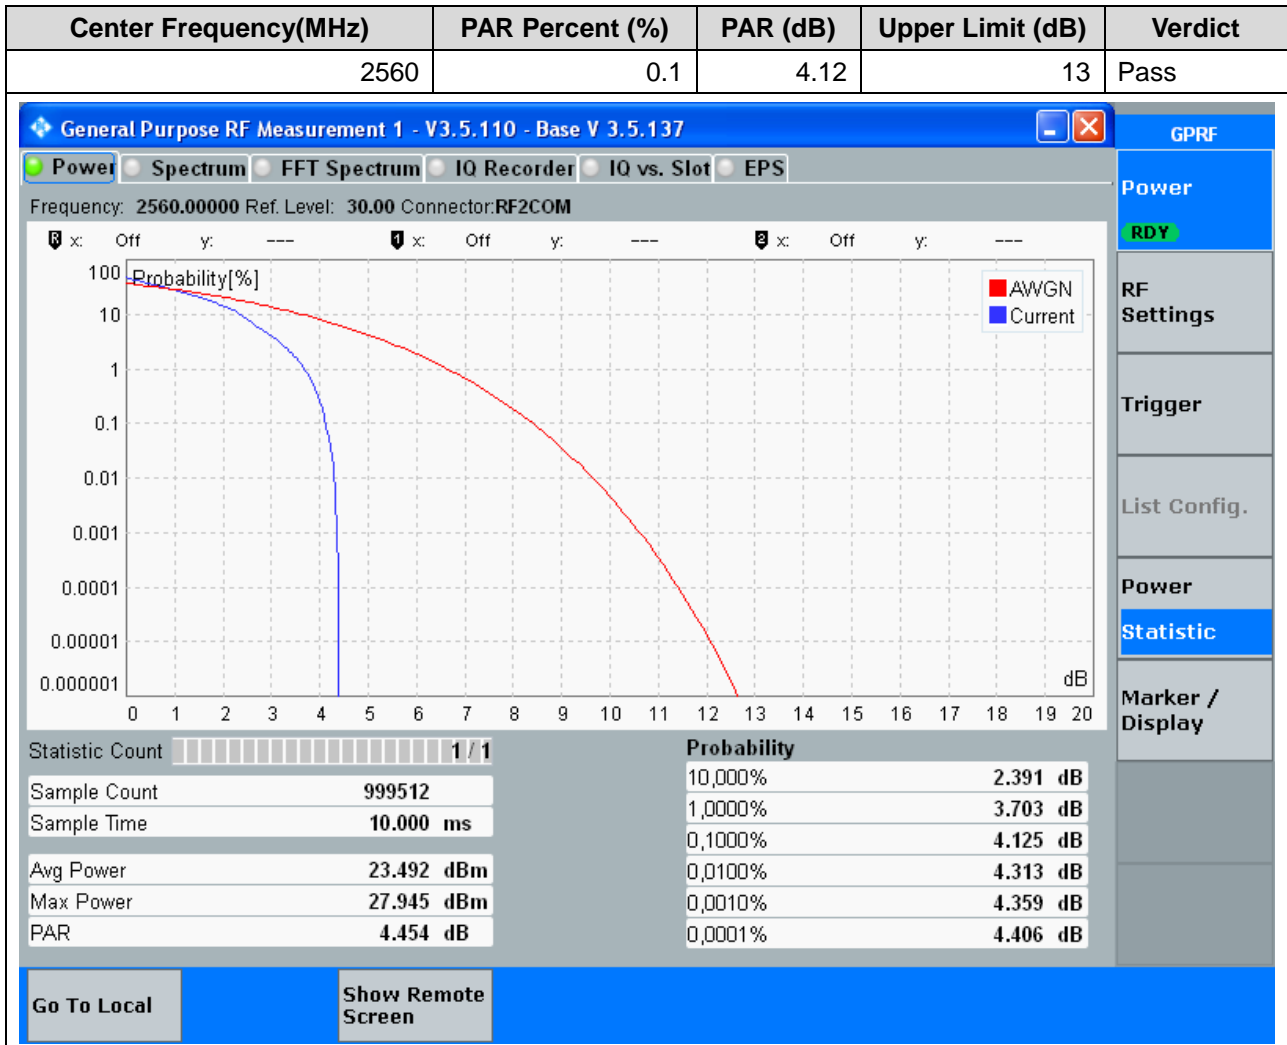 Center Frequency(MHz) PAR Percent (%) PAR (dB) Upper Limit (dB) Verdict
2560 0.1 4.12 13 Pass
General Purpose RF Measurement 1 - V3.5.110 - Base V 3.5.137
GPRF
Power Spectrum FFT Spectrum IQ Recorder IQ vs. Slot EPS
Power
RDY
Frequency: 2560.00000 Ref. Level: 30.00 Connector:RF2COM
R x: Off y: --- 1 x: Off y: --- 2 x: Off y: ---
Probability[%]
AWGN
Current
100
10
1
0.1
0.01
0.001
0.0001
0.00001
0.000001
dB
0 1 2 3 4 5 6 7 8 9 10 11 12 13 14 15 16 17 18 19 20
RF
Settings
Trigger
List Config.
Power
Statistic
Marker /
Display
Statistic Count 1 / 1
Sample Count 999512
Sample Time 10.000 ms
Avg Power 23.492 dBm
Max Power 27.945 dBm
PAR 4.454 dB
Probability
10,000% 2.391 dB
1,0000% 3.703 dB
0,1000% 4.125 dB
0,0100% 4.313 dB
0,0010% 4.359 dB
0,0001% 4.406 dB
Go To Local
Show Remote
Screen